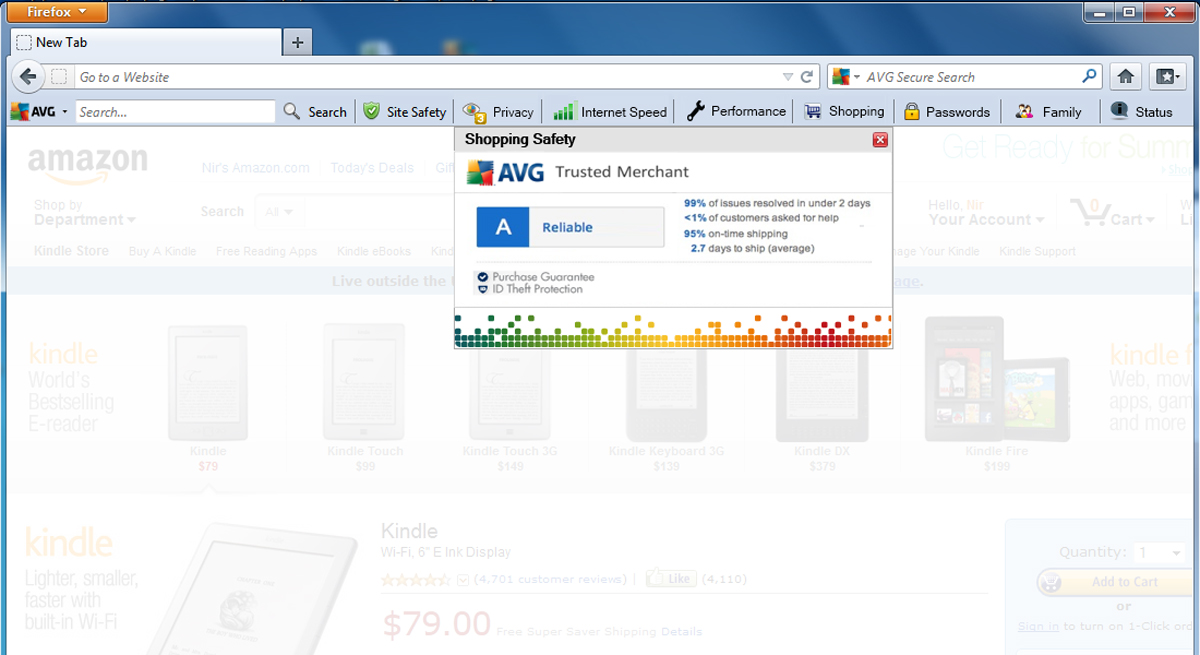 Firefox
New Tab
Go to a Website
AVG Secure Search
AVG
Search...
Search
Site Safety
3
Privacy
Internet Speed
Performance
Shopping
Passwords
Family
Status
Shopping Safety
AVG Trusted Merchant
A Reliable
99% of issues resolved in under 2 days
<1% of customers asked for help
95% on-time shipping
2.7 days to ship (average)
Purchase Guarantee
ID Theft Protection
amazon
Nir's Amazon.com
Today's Deals
Get Ready for Summ
Shop by
Department
Search
All
Hello, Nir
Your Account
0
Cart
Kindle Store
Buy A Kindle
Free Reading Apps
Kindle eBooks
Kindle Support
Live outside the
kindle
World's
Bestselling
E-reader
Kindle
$79
Kindle Touch
$99
Kindle Touch 3G
$149
Kindle Keyboard 3G
$139
Kindle DX
$379
Kindle Fire
$199
kindle f
Web, mov
apps, gam
and more
kindle
Lighter, smaller,
faster with
built-in Wi-Fi
Kindle
Wi-Fi, 6" E Ink Display
(4,701 customer reviews) | Like (4,110)
$79.00 Free Super Saver Shipping Details
Quantity: 1
Add to Cart
or
Sign in to turn on 1-Click ord